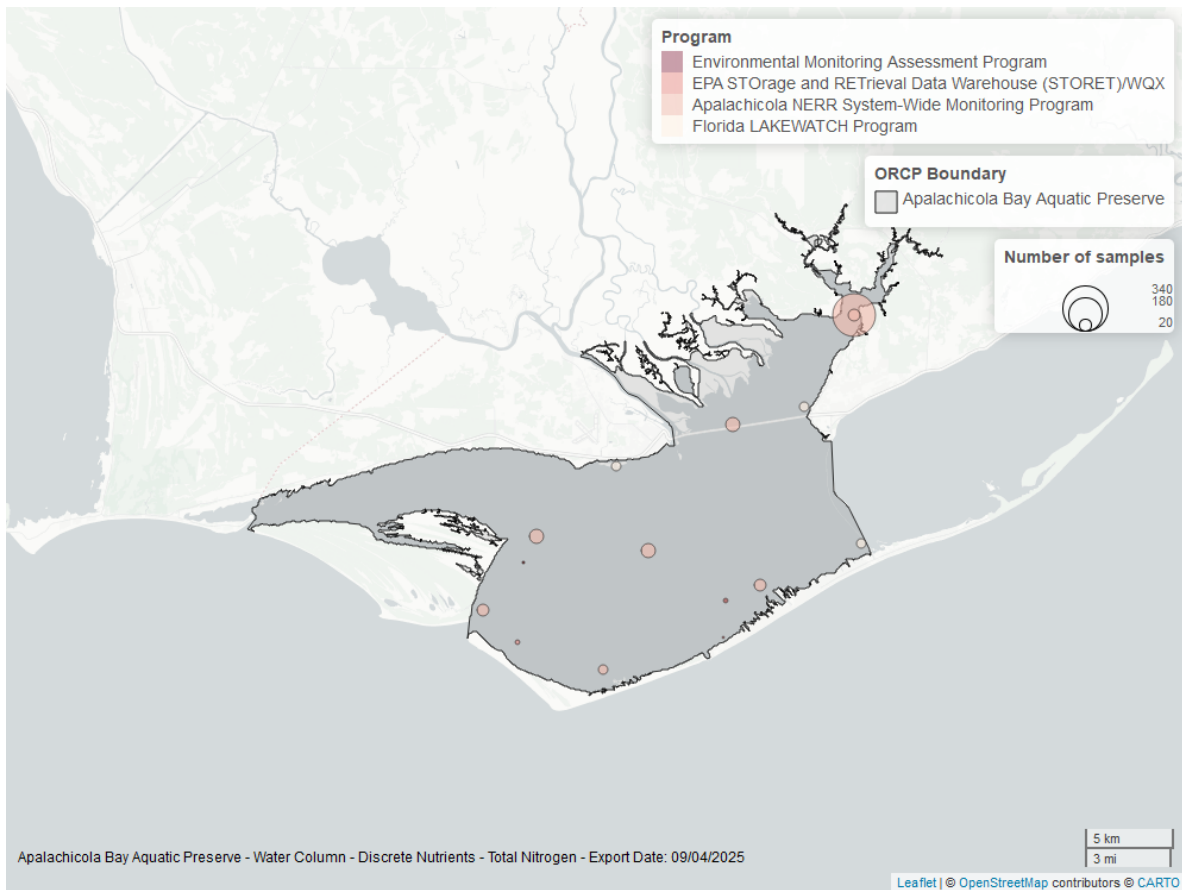 Program
Environmental Monitoring Assessment Program
EPA STOrage and RETrieval Data Warehouse (STORET)/WQX
Apalachicola NERR System-Wide Monitoring Program
Florida LAKEWATCH Program
ORCP Boundary
Apalachicola Bay Aquatic Preserve
Number of samples
340
180
20
5 km
3 mi
Apalachicola Bay Aquatic Preserve - Water Column - Discrete Nutrients - Total Nitrogen - Export Date: 09/04/2025
Leaflet | © OpenStreetMap contributors © CARTO